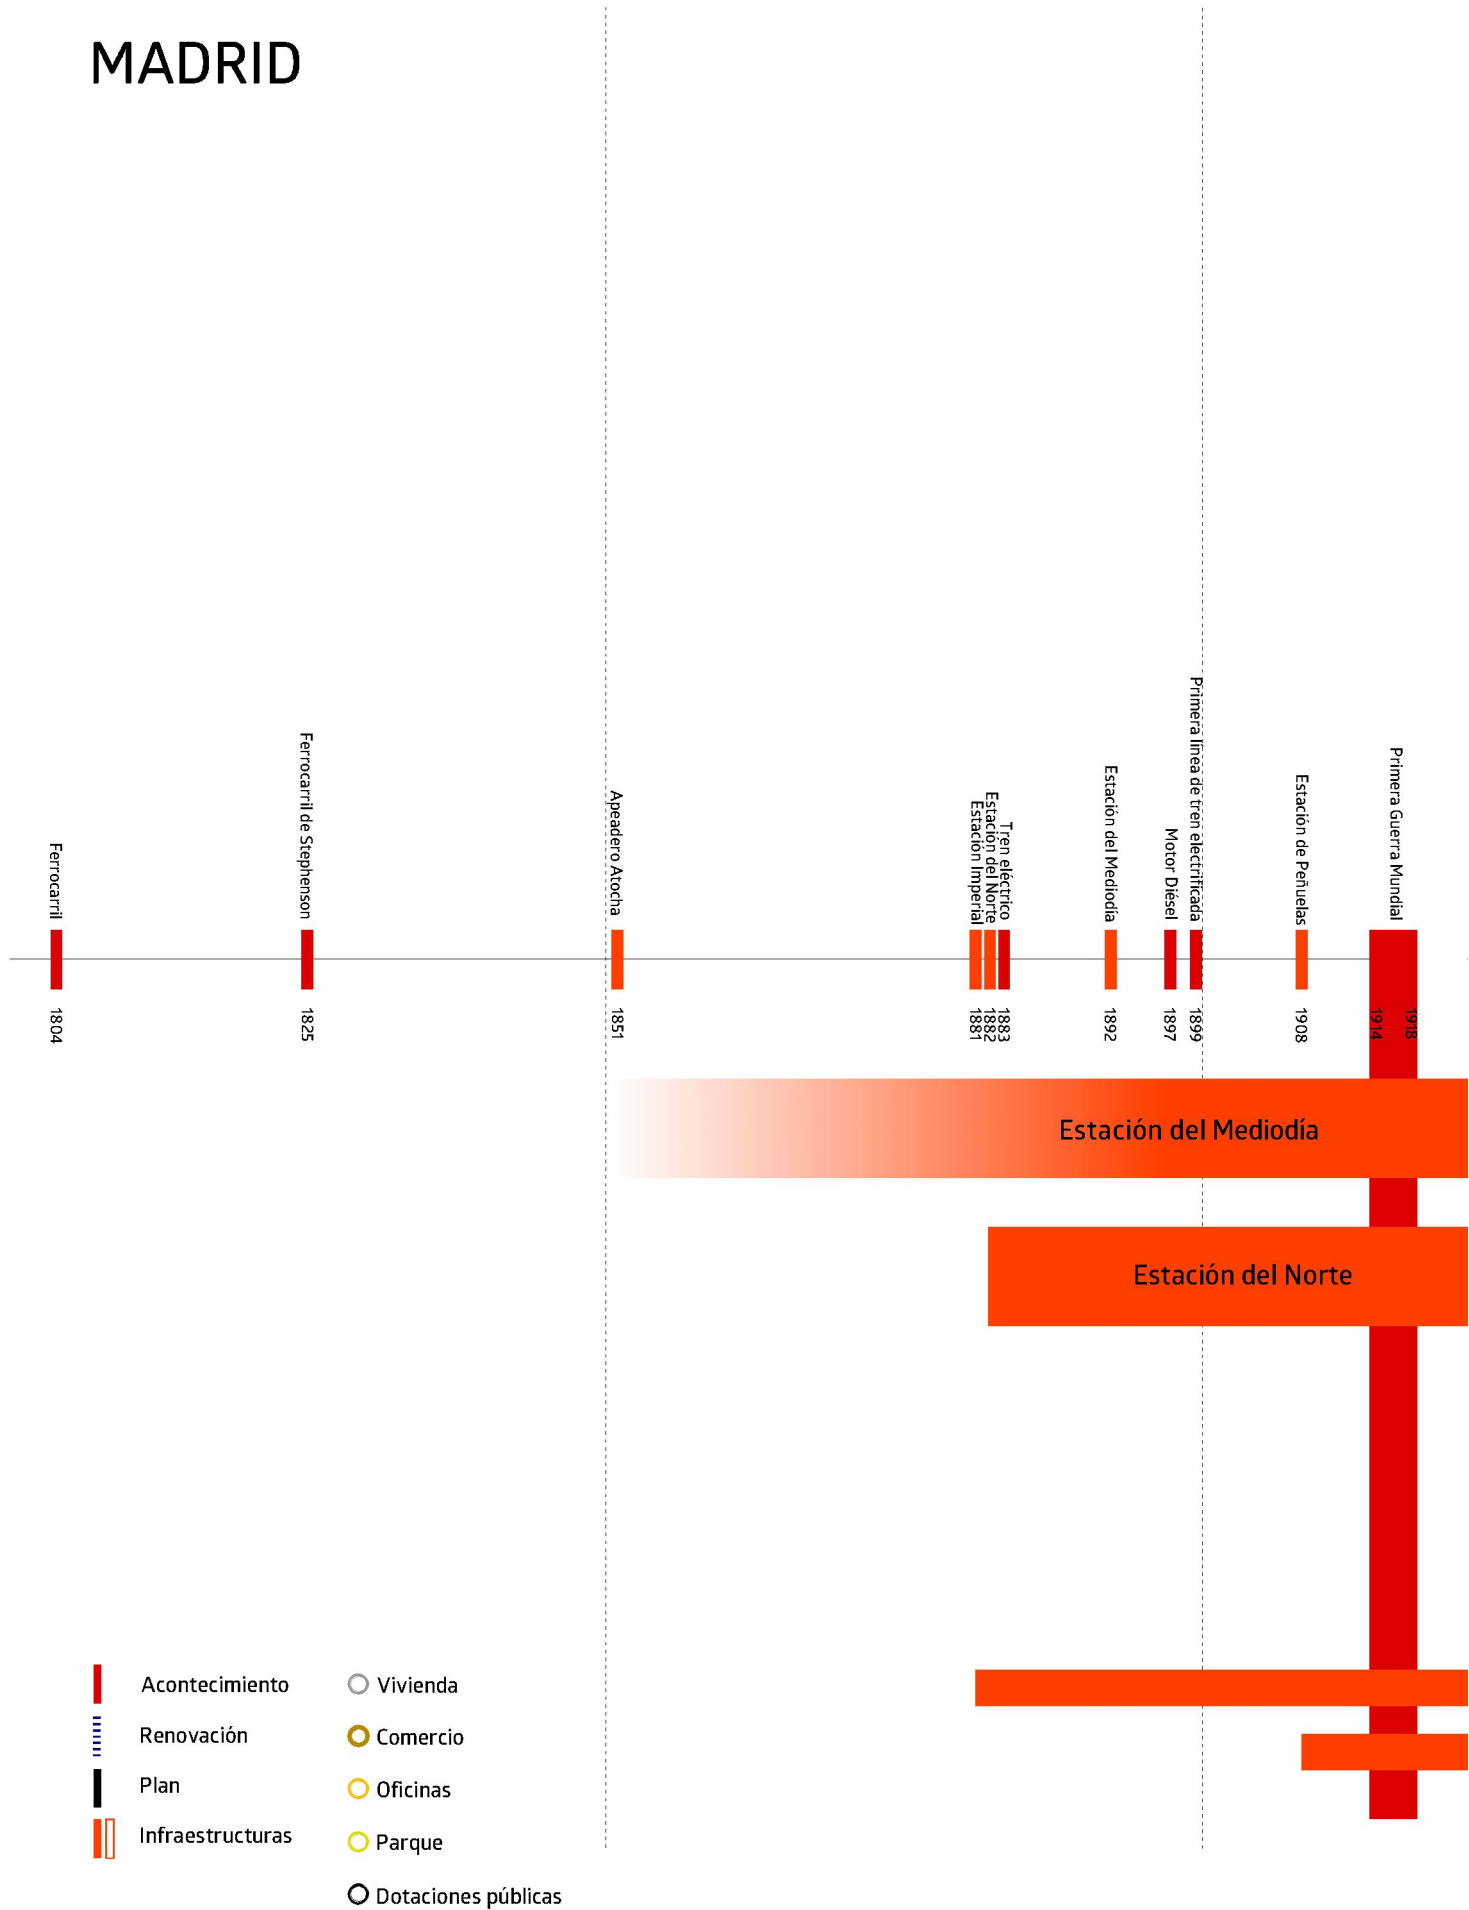 MADRID
Ferrocarril
Ferrocarril de Stephenson
Apeadero Atocha
Estación Imperial
Estación del Norte
Tren eléctrico
Estación del Mediodía
Motor Diésel
Primera línea de tren electrificada
Estación de Peñuelas
Primera Guerra Mundial
1804
1825
1851
1881
1882
1883
1892
1897
1899
1908
1914
1918
Estación del Mediodía
Estación del Norte
Acontecimiento
Renovación
Plan
Infraestructuras
Vivienda
Comercio
Oficinas
Parque
Dotaciones públicas